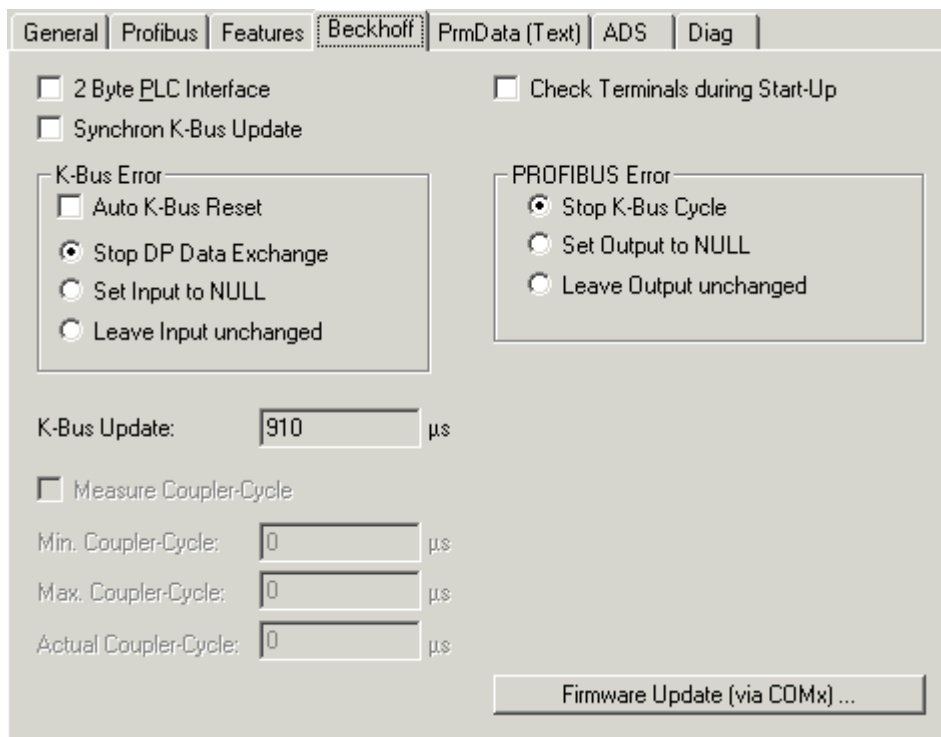 General Profibus Features Beckhoff PrmData (Text) ADS Diag
2 Byte PLC Interface
Check Terminals during Start-Up
Synchron K-Bus Update
K-Bus Error
Auto K-Bus Reset
Stop DP Data Exchange
Set Input to NULL
Leave Input unchanged
PROFIBUS Error
Stop K-Bus Cycle
Set Output to NULL
Leave Output unchanged
K-Bus Update: 910 µs
Measure Coupler-Cycle
Min. Coupler-Cycle: 0 µs
Max. Coupler-Cycle: 0 µs
Actual Coupler-Cycle: 0 µs
Firmware Update (via COMx) ...